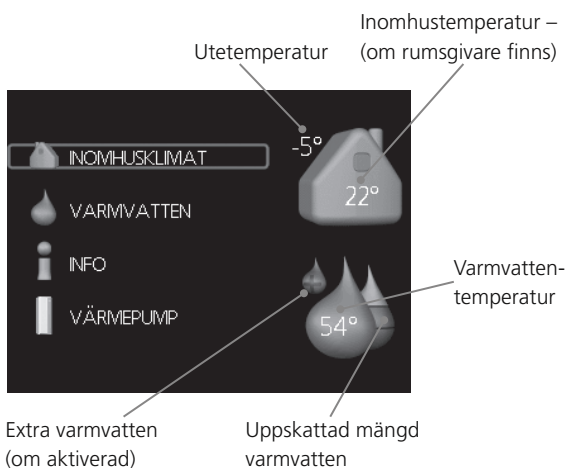 Inomhustemperatur –
(om rumsgivare finns)
Utetemperatur
-5°
22°
INOMHUSKLIMAT
VARMVATTEN
INFO
VÄRMEPUMP
54°
Varmvatten-
temperatur
Extra varmvatten
(om aktiverad)
Uppskattad mängd
varmvatten